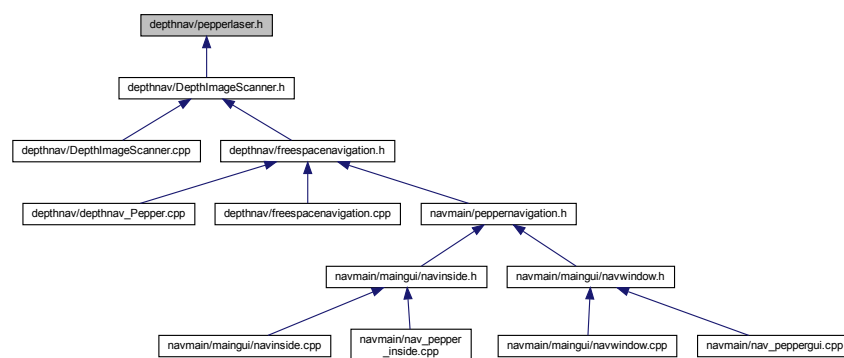 depthnav/pepperlaser.h
depthnav/DepthImageScanner.h
depthnav/DepthImageScanner.cpp
depthnav/freespacenavigation.h
depthnav/depthnav_Pepper.cpp
depthnav/freespacenavigation.cpp
navmain/peppernavigation.h
navmain/maingui/navinside.h
navmain/maingui/navwindow.h
navmain/maingui/navinside.cpp
navmain/nav_pepper
_inside.cpp
navmain/maingui/navwindow.cpp
navmain/nav_peppergui.cpp